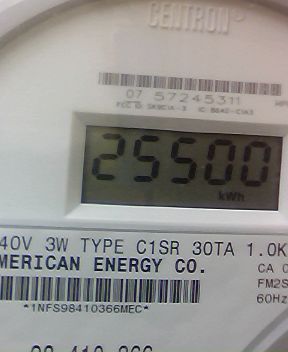 CENTRON
07 57245311
25500
kWh
40V 3W TYPE C1SR 30TA 1.0K
MERICAN ENERGY CO.
CA 0
FM2S
60Hz
*1NFS98410366MEC*